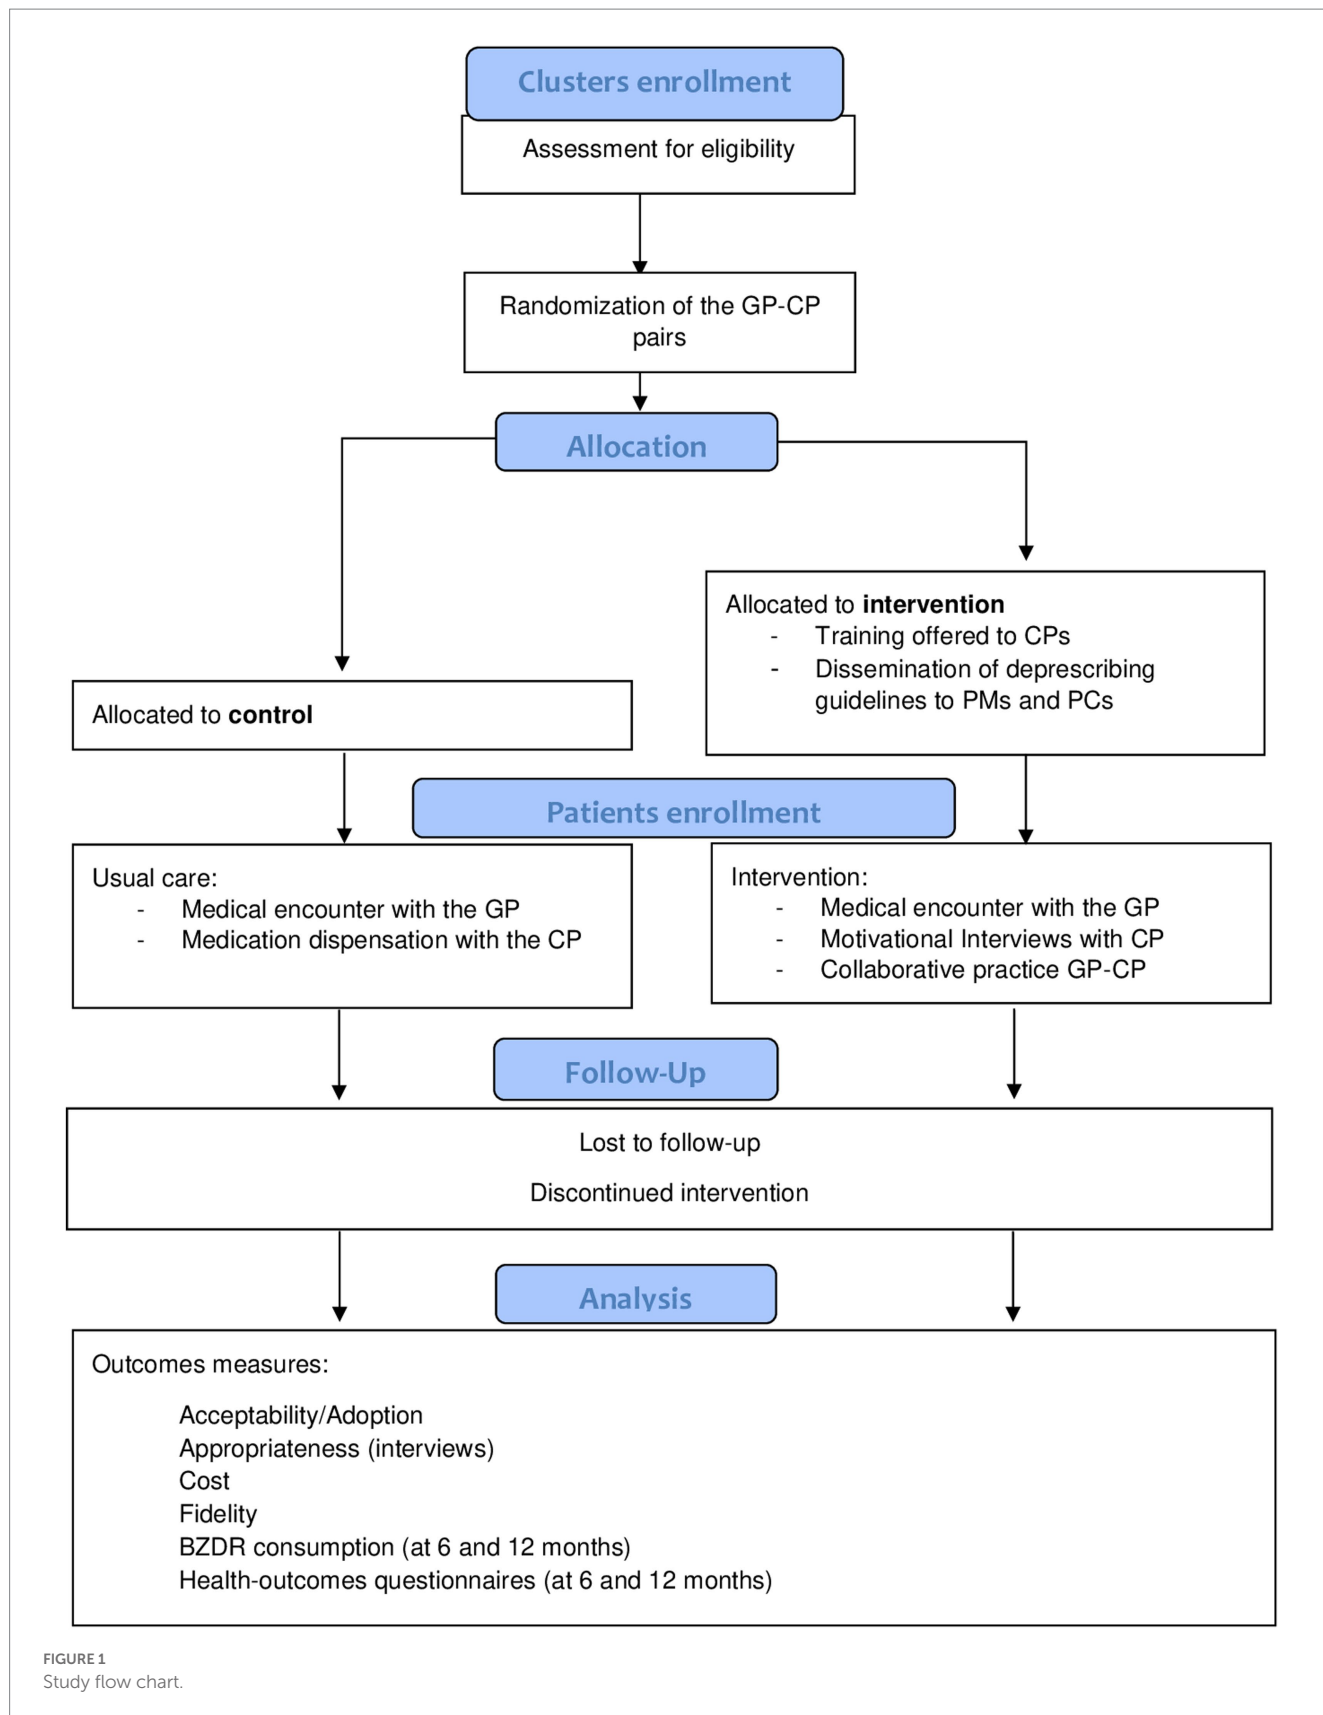 Clusters enrollment
Assessment for eligibility
Randomization of the GP-CP
pairs
Allocation
Allocated to intervention
- Training offered to CPs
- Dissemination of deprescribing
guidelines to PMs and PCs
Allocated to control
Patients enrollment
Usual care:
- Medical encounter with the GP
- Medication dispensation with the CP
Intervention:
- Medical encounter with the GP
- Motivational Interviews with CP
- Collaborative practice GP-CP
Follow-Up
Lost to follow-up
Discontinued intervention
Analysis
Outcomes measures:
Acceptability/Adoption
Appropriateness (interviews)
Cost
Fidelity
BZDR consumption (at 6 and 12 months)
Health-outcomes questionnaires (at 6 and 12 months)
FIGURE 1
Study flow chart.